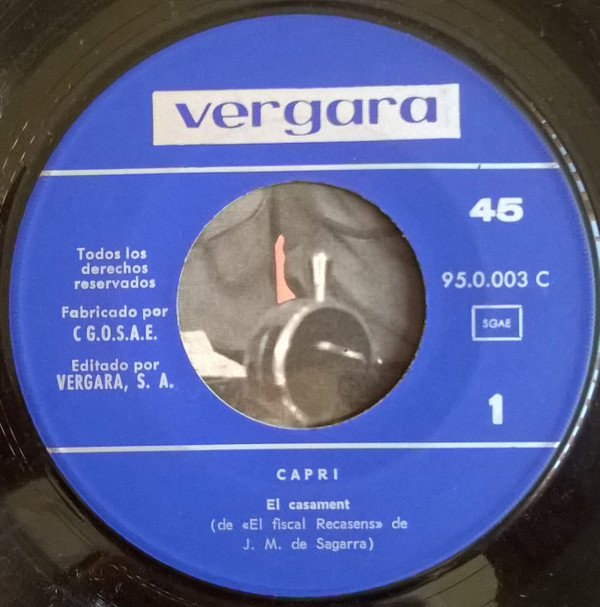 vergara
45
Todos los
derechos
reservados
95.0.003 C
Fabricado por
C G.O.S.A.E.
SGAE
Editado por
VERGARA, S. A.
1
CAPRI
El casament
(de «El fiscal Recasens» de
J. M. de Sagarra)